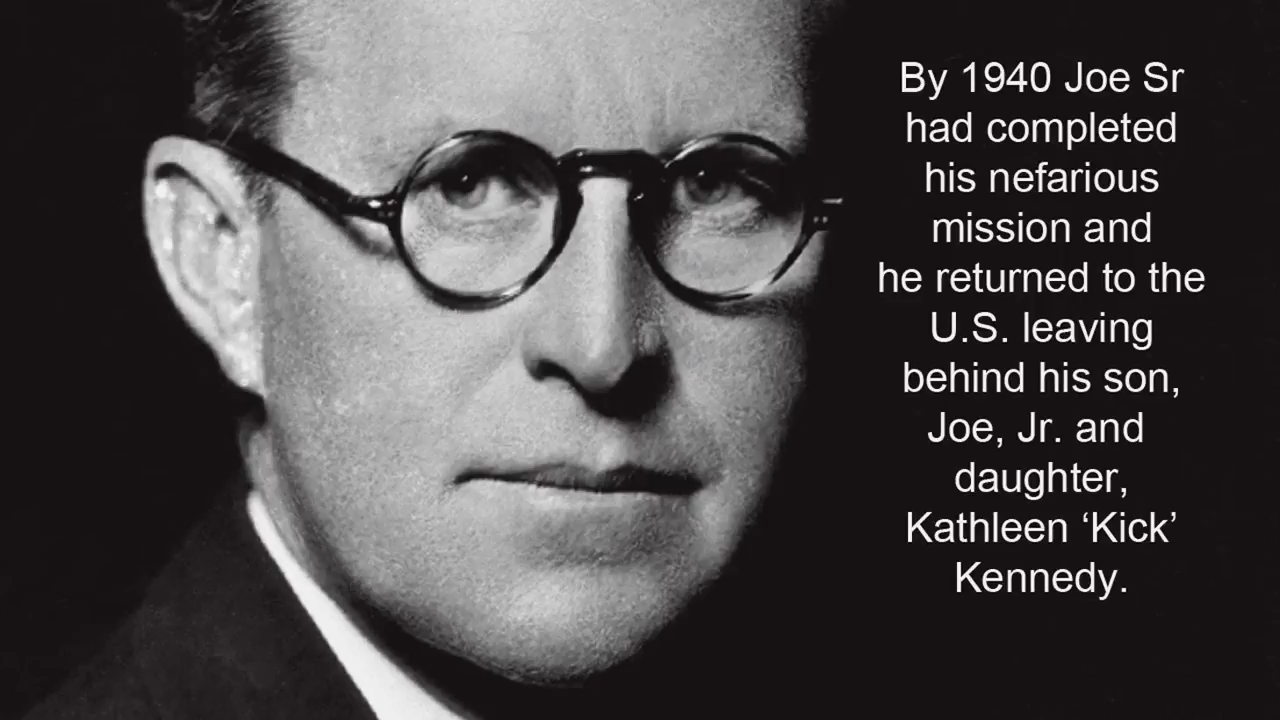 By 1940 Joe Sr
had completed
his nefarious
mission and
he returned to the
U.S. leaving
behind his son,
Joe, Jr. and
daughter,
Kathleen ‘Kick’
Kennedy.